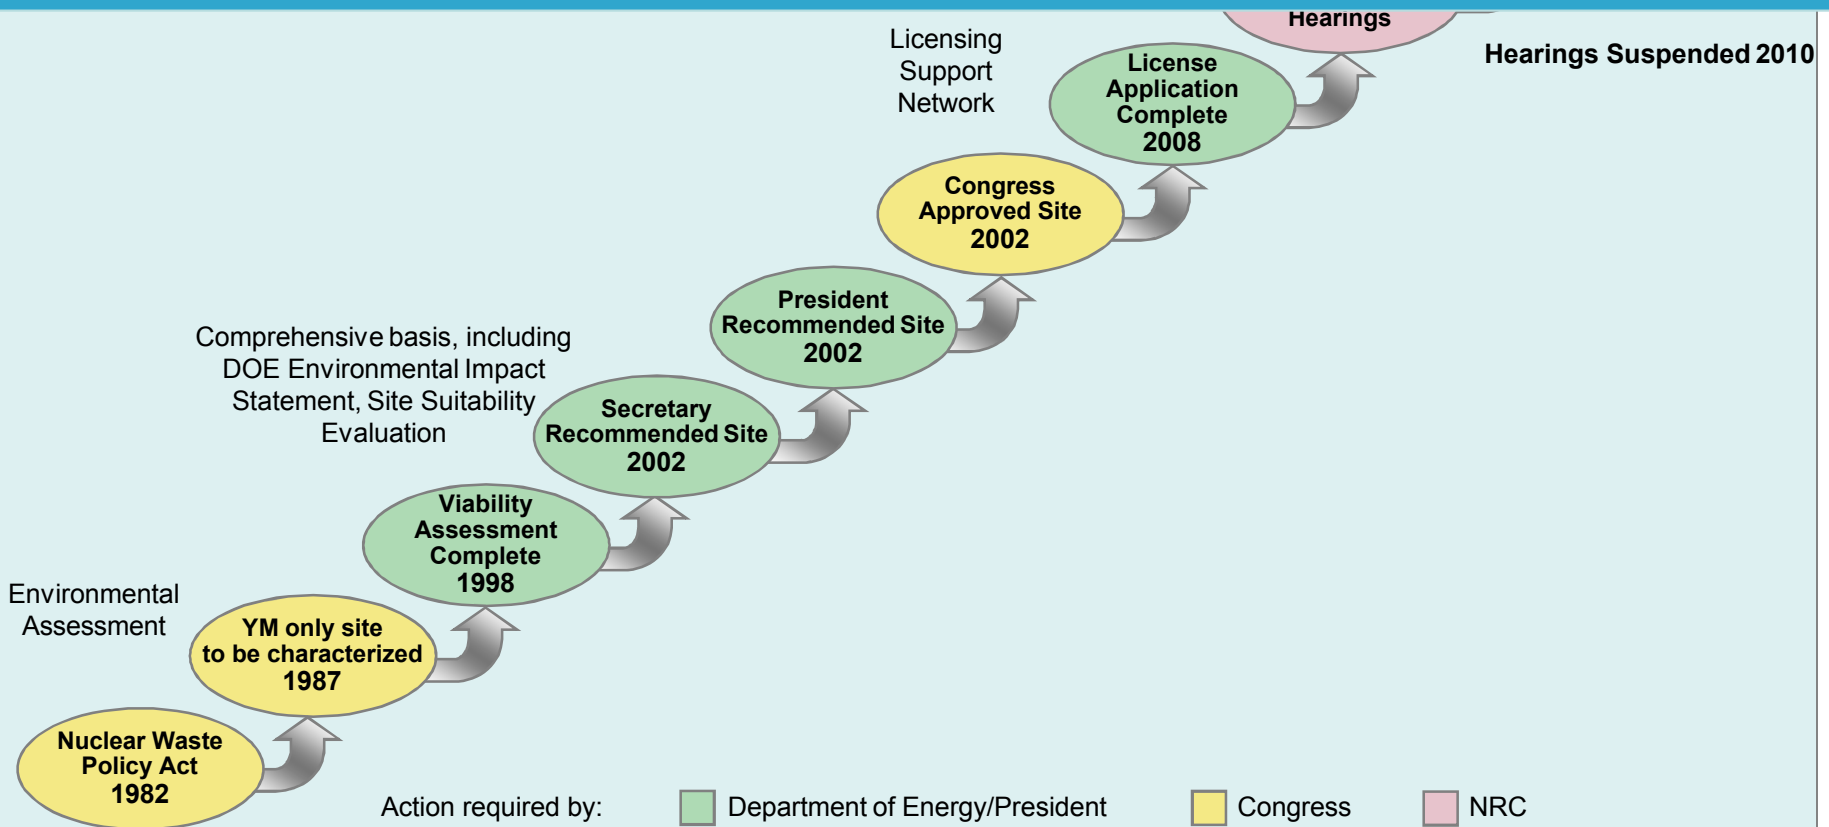 Hearings
Hearings Suspended 2010
Licensing
Support
Network
License
Application
Complete
2008
Congress
Approved Site
2002
President
Recommended Site
2002
Comprehensive basis, including
DOE Environmental Impact
Statement, Site Suitability
Evaluation
Secretary
Recommended Site
2002
Viability
Assessment
Complete
1998
Environmental
Assessment
YM only site
to be characterized
1987
Nuclear Waste
Policy Act
1982
Action required by:
Department of Energy/President
Congress
NRC